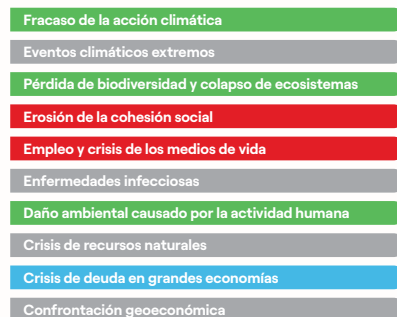 Fracaso de la acción climática
Eventos climáticos extremos
Pérdida de biodiversidad y colapso de ecosistemas
Erosión de la cohesión social
Empleo y crisis de los medios de vida
Enfermedades infecciosas
Daño ambiental causado por la actividad humana
Crisis de recursos naturales
Crisis de deuda en grandes economías
Confrontación geoeconómica